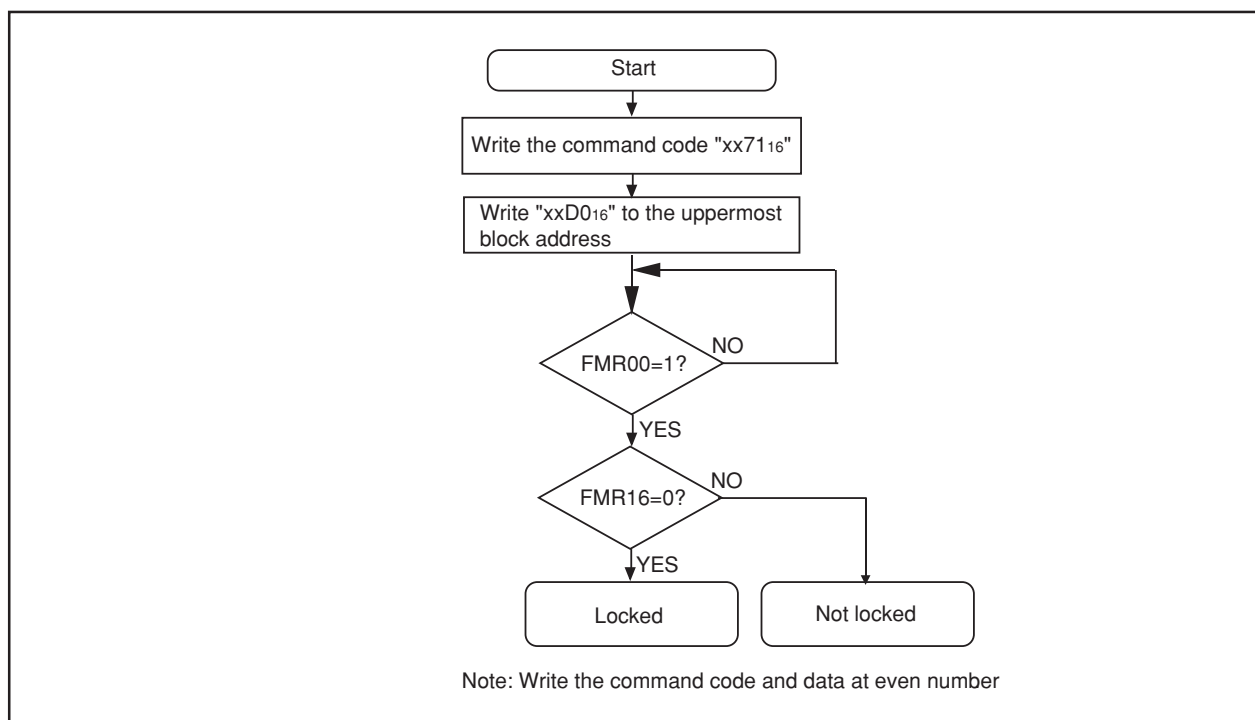 Start
Write the command code "xx7116"
Write "xxD016" to the uppermost
block address
FMR00=1?
NO
YES
FMR16=0?
NO
YES
Locked
Not locked
Note: Write the command code and data at even number